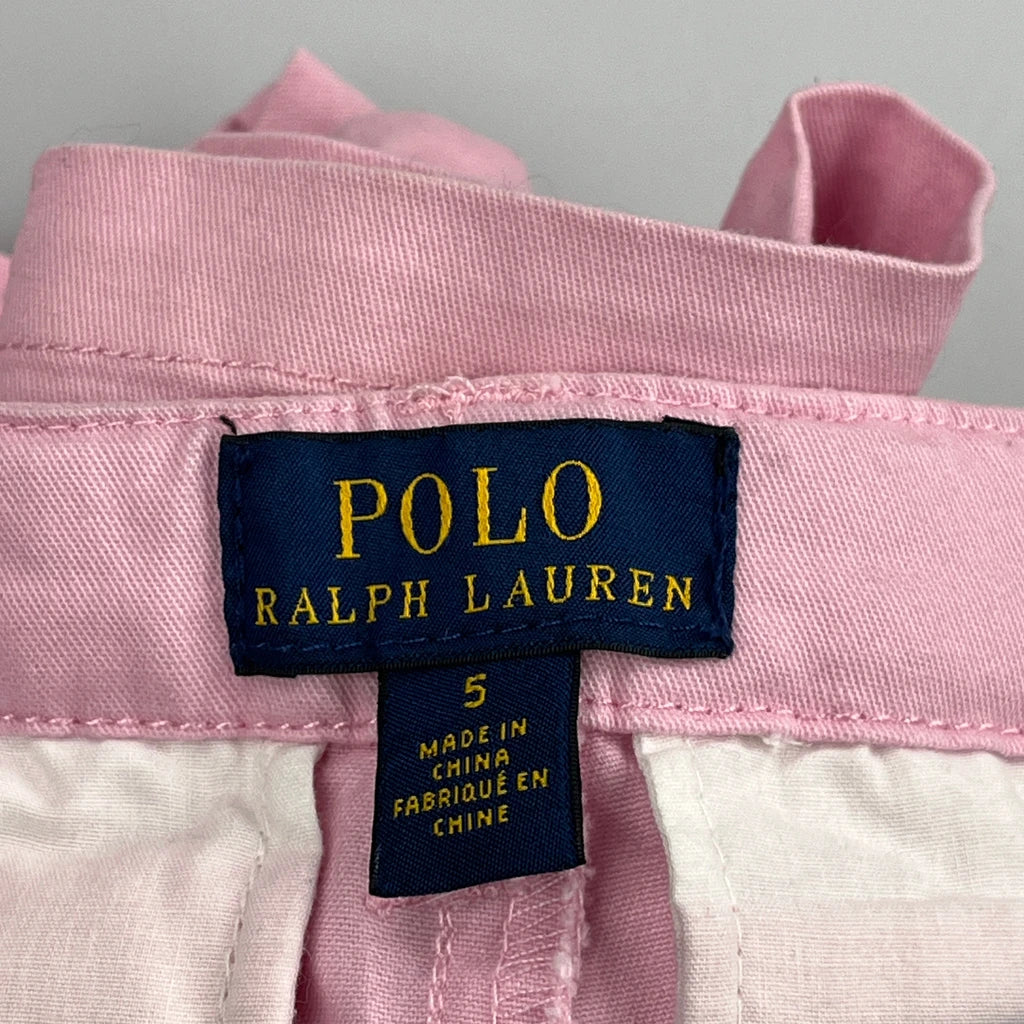 POLO
RALPH LAUREN
5
MADE IN
CHINA
FABRIQUÉ EN
CHINE